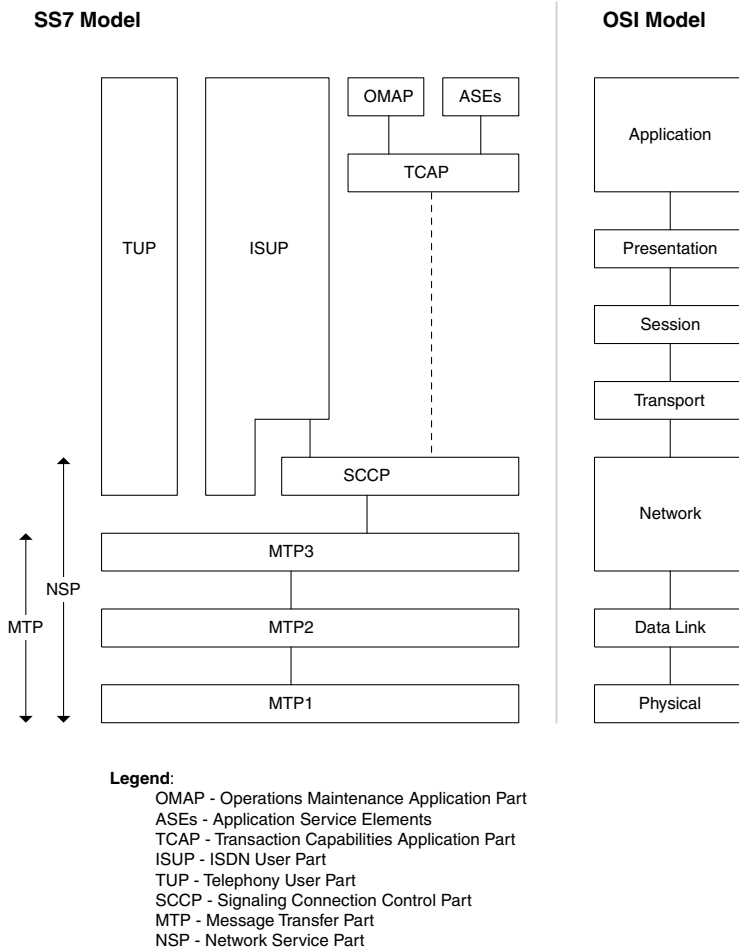 SS7 Model
OSI Model
OMAP
ASEs
Application
TCAP
TUP
ISUP
Presentation
Session
Transport
SCCP
Network
MTP3
NSP
MTP
MTP2
Data Link
MTP1
Physical
Legend:
OMAP - Operations Maintenance Application Part
ASEs - Application Service Elements
TCAP - Transaction Capabilities Application Part
ISUP - ISDN User Part
TUP - Telephony User Part
SCCP - Signaling Connection Control Part
MTP - Message Transfer Part
NSP - Network Service Part